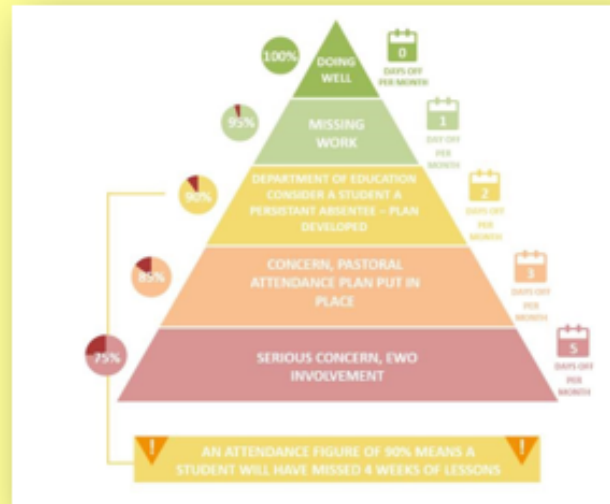 100%
DOING
WELL
0
DAYS OFF
PER MONTH
95%
MISSING
WORK
1
DAY OFF
PER
MONTH
90%
DEPARTMENT OF EDUCATION
CONSIDER A STUDENT A
PERSISTANT ABSENTEE – PLAN
DEVELOPED
2
DAYS OFF
PER
MONTH
85%
CONCERN, PASTORAL
ATTENDANCE PLAN PUT IN
PLACE
3
DAYS OFF
PER
MONTH
75%
SERIOUS CONCERN, EWO
INVOLVEMENT
5
DAYS OFF
PER
MONTH
! AN ATTENDANCE FIGURE OF 90% MEANS A !
STUDENT WILL HAVE MISSED 4 WEEKS OF LESSONS